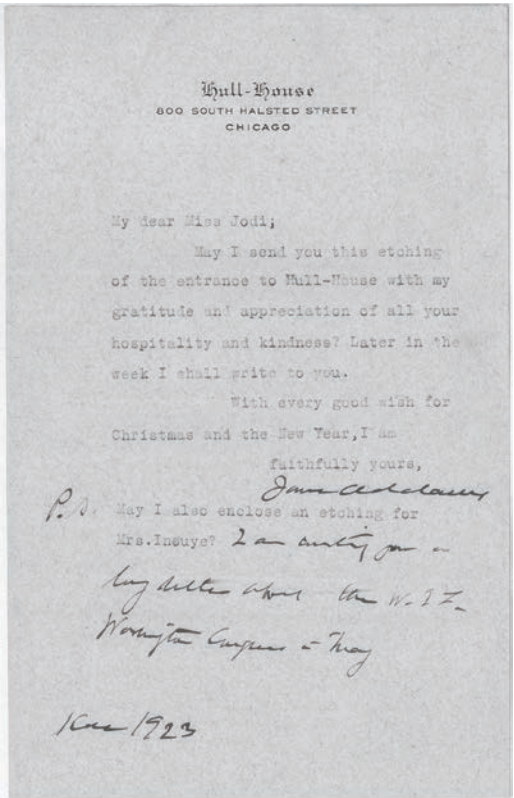 Hull-House
800 SOUTH HALSTED STREET
CHICAGO
My dear Miss Jodi;
May I send you this etching
of the entrance to Hull-House with my
gratitude and appreciation of all your
hospitality and kindness? Later in the
week I shall write to you.
With every good wish for
Christmas and the New Year, I am
faithfully yours,
Jane Addams
P.S. May I also enclose an etching for
Mrs.Inouye? I am writing you a
long letter about the W.I.L.
Washington Congress in May
1923